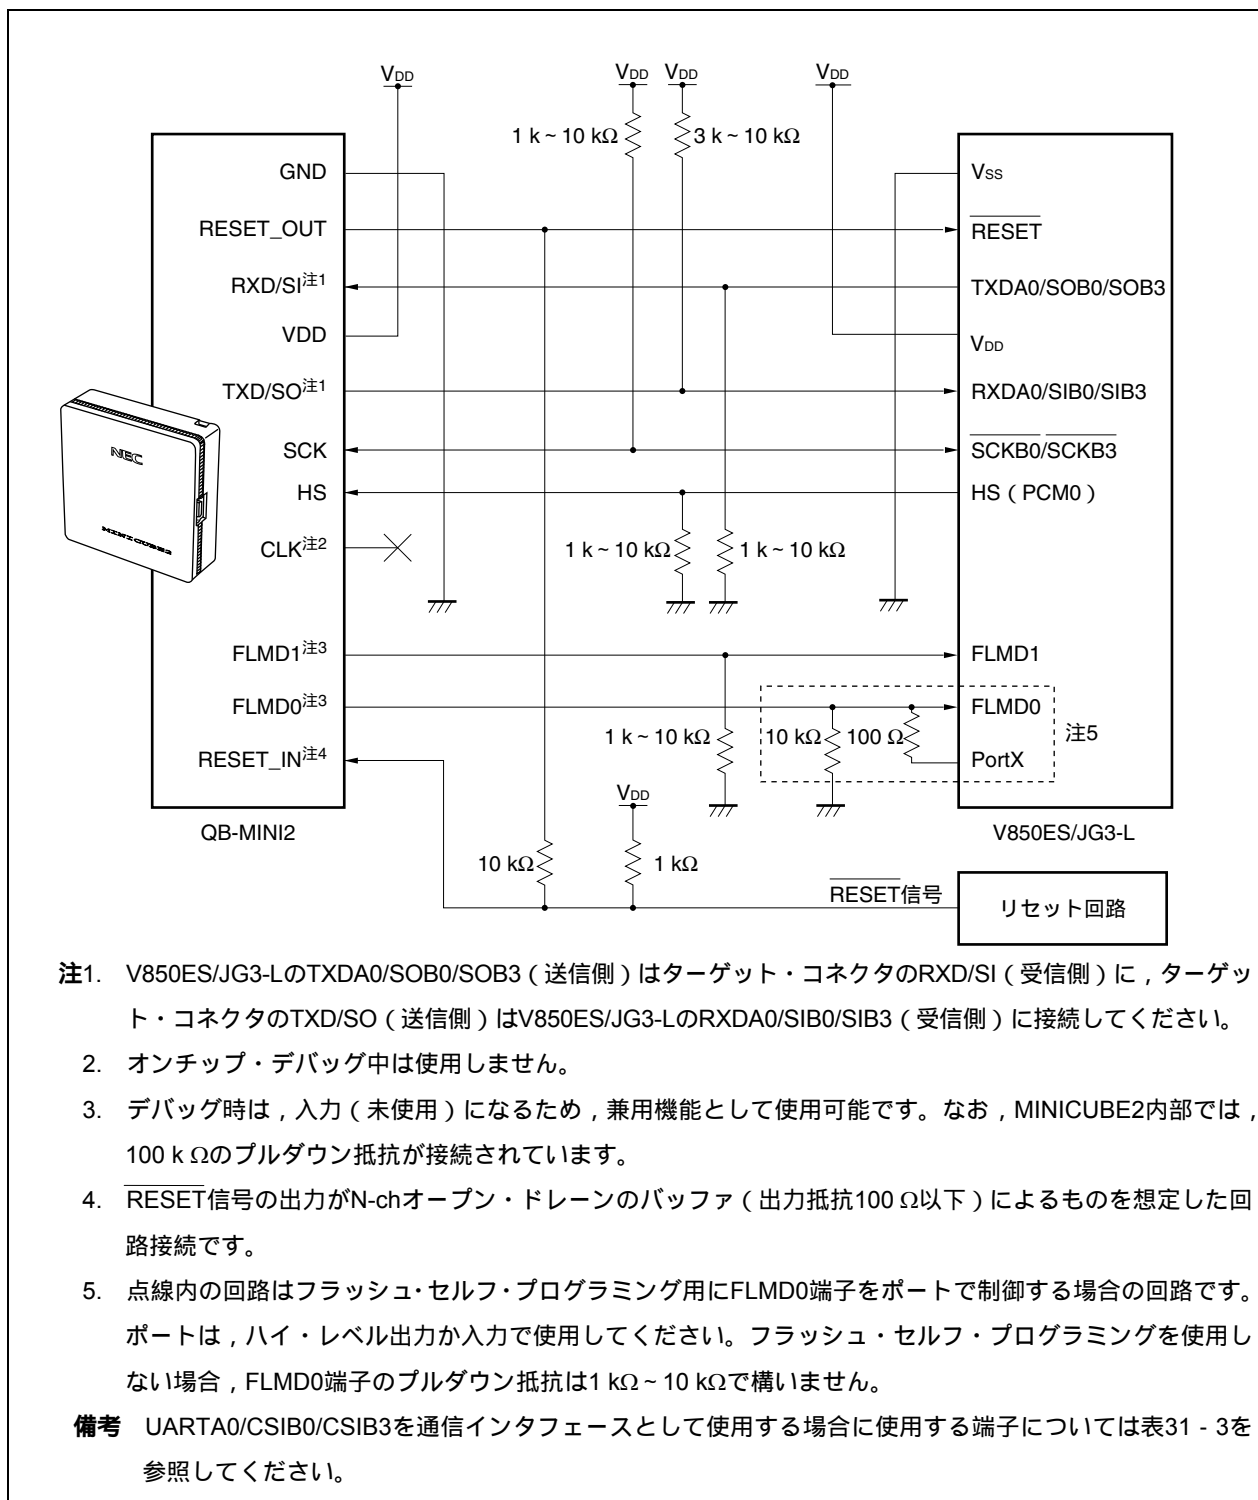 VDD VDD VDD VDD
1 k ~ 10 kΩ 3 k ~ 10 kΩ
GND VSS
RESET_OUT RESET
RXD/SI注1 TXDA0/SOB0/SOB3
VDD VDD
TXD/SO注1 RXDA0/SIB0/SIB3
NEC
SCK SCKB0/SCKB3
HS HS（PCM0）
MINICUBE2
CLK注2 1 k ~ 10 kΩ 1 k ~ 10 kΩ
FLMD1注3 FLMD1
FLMD0注3 FLMD0
1 k ~ 10 kΩ 10 kΩ 100 Ω 注5
RESET_IN注4 PortX
VDD
QB-MINI2 V850ES/JG3-L
10 kΩ 1 kΩ
RESET信号 リセット回路
注1. V850ES/JG3-LのTXDA0/SOB0/SOB3（送信側）はターゲット・コネクタのRXD/SI（受信側）に，ターゲッ
ト・コネクタのTXD/SO（送信側）はV850ES/JG3-LのRXDA0/SIB0/SIB3（受信側）に接続してください。
2. オンチップ・デバッグ中は使用しません。
3. デバッグ時は，入力（未使用）になるため，兼用機能として使用可能です。なお，MINICUBE2内部では，
100 k Ωのプルダウン抵抗が接続されています。
4. RESET信号の出力がN-chオープン・ドレーンのバッファ（出力抵抗100 Ω以下）によるものを想定した回
路接続です。
5. 点線内の回路はフラッシュ・セルフ・プログラミング用にFLMD0端子をポートで制御する場合の回路です。
ポートは，ハイ・レベル出力か入力で使用してください。フラッシュ・セルフ・プログラミングを使用し
ない場合，FLMD0端子のプルダウン抵抗は1 kΩ ~ 10 kΩで構いません。
備考 UARTA0/CSIB0/CSIB3を通信インタフェースとして使用する場合に使用する端子については表31 - 3を
参照してください。